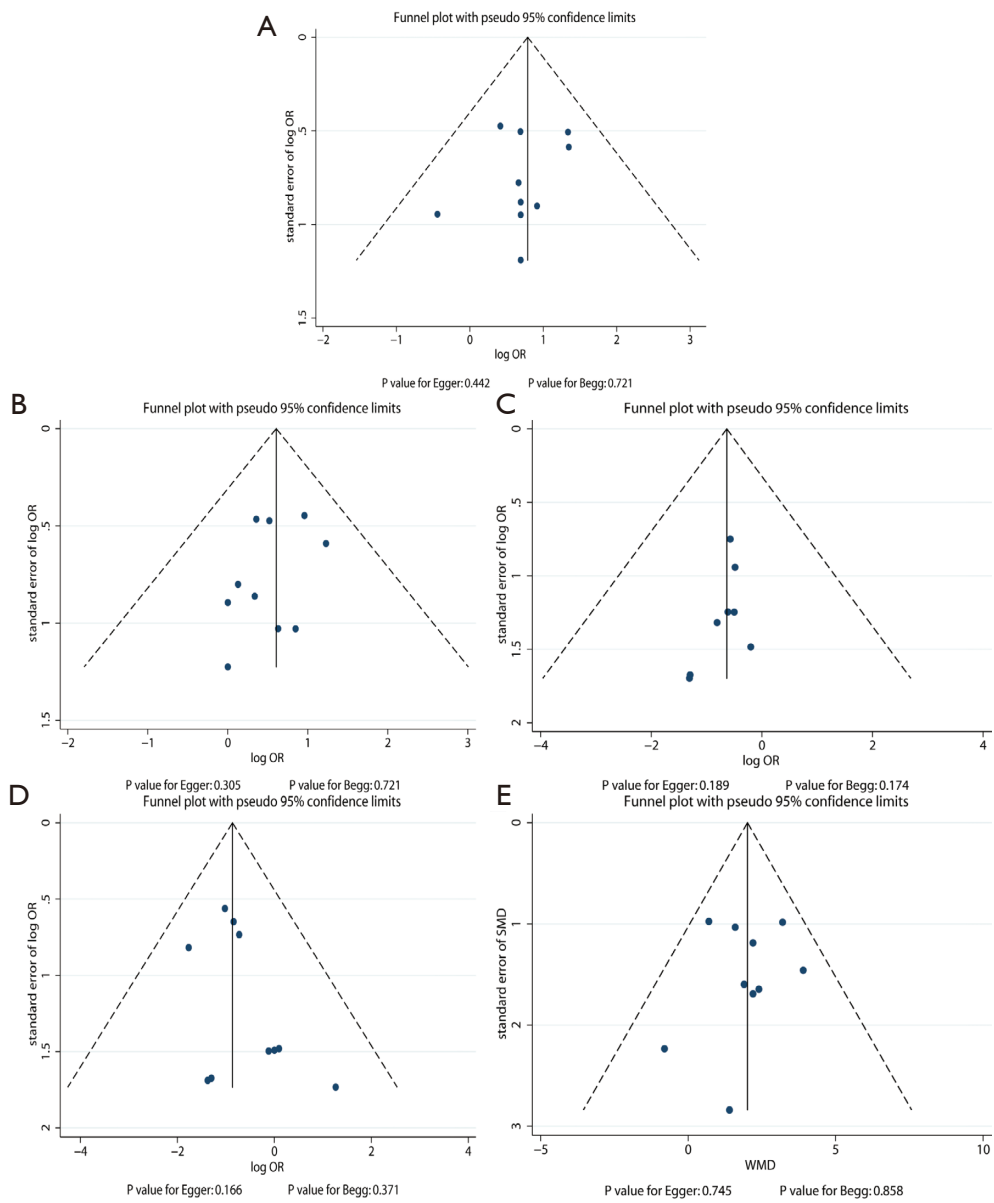 A
Funnel plot with pseudo 95% confidence limits
standard error of log OR
0
.5
1
1.5
−2 −1 0 1 2 3
log OR
P value for Egger: 0.442 P value for Begg: 0.721
B
Funnel plot with pseudo 95% confidence limits
standard error of log OR
0
.5
1
1.5
−2 −1 0 1 2 3
log OR
P value for Egger: 0.305 P value for Begg: 0.721
C
Funnel plot with pseudo 95% confidence limits
standard error of log OR
0
.5
1
1.5
2
−4 −2 0 2 4
log OR
P value for Egger: 0.189 P value for Begg: 0.174
D
Funnel plot with pseudo 95% confidence limits
standard error of log OR
0
.5
1
1.5
2
−4 −2 0 2 4
log OR
P value for Egger: 0.166 P value for Begg: 0.371
E
Funnel plot with pseudo 95% confidence limits
standard error of SMD
0
1
2
3
−5 0 5 10
WMD
P value for Egger: 0.745 P value for Begg: 0.858